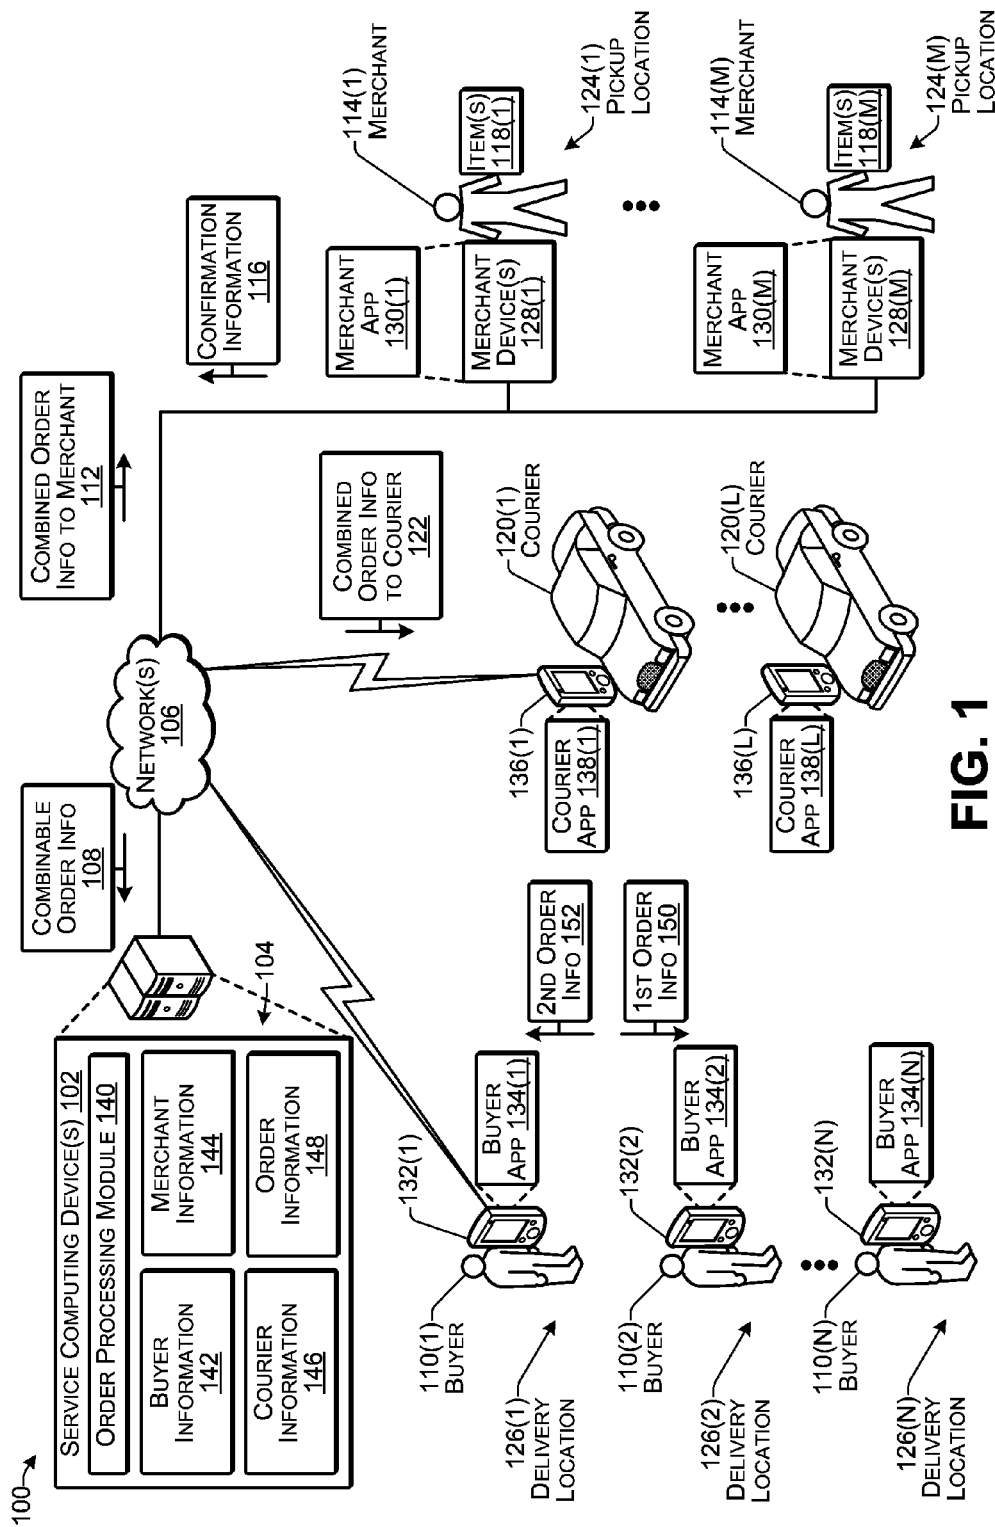 100
SERVICE COMPUTING DEVICE(S) 102
ORDER PROCESSING MODULE 140
BUYER
INFORMATION
142
MERCHANT
INFORMATION
144
COURIER
INFORMATION
146
ORDER
INFORMATION
148
104
COMBINABLE
ORDER INFO
108
NETWORK(S)
106
COMBINED ORDER
INFO TO MERCHANT
112
CONFIRMATION
INFORMATION
116
COMBINED
ORDER INFO
TO COURIER
122
MERCHANT
APP
130(1)
MERCHANT
DEVICE(S)
128(1)
114(1)
MERCHANT
ITEM(S)
118(1)
124(1)
PICKUP
LOCATION
MERCHANT
APP
130(M)
MERCHANT
DEVICE(S)
128(M)
114(M)
MERCHANT
ITEM(S)
118(M)
124(M)
PICKUP
LOCATION
136(1)
COURIER
APP 138(1)
120(1)
COURIER
136(L)
COURIER
APP 138(L)
120(L)
COURIER
110(1)
BUYER
132(1)
BUYER
APP 134(1)
126(1)
DELIVERY
LOCATION
2ND ORDER
INFO 152
1ST ORDER
INFO 150
110(2)
BUYER
132(2)
BUYER
APP 134(2)
126(2)
DELIVERY
LOCATION
110(N)
BUYER
132(N)
BUYER
APP 134(N)
126(N)
DELIVERY
LOCATION
FIG. 1